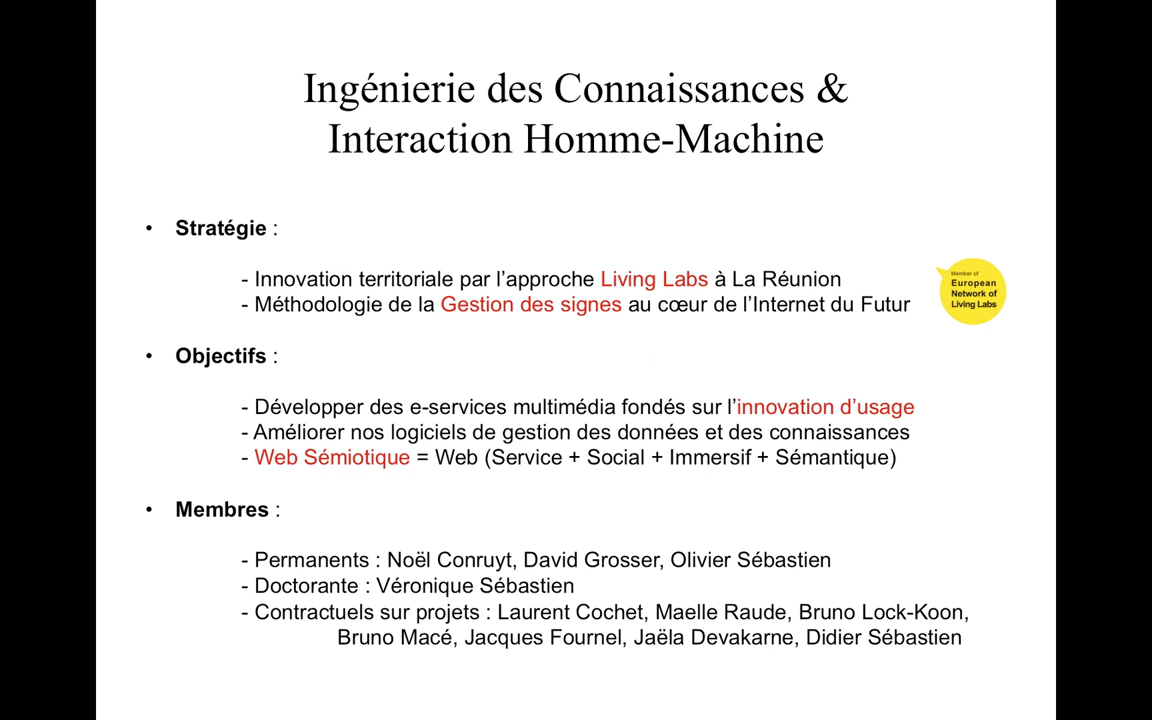 Ingénierie des Connaissances &
Interaction Homme-Machine
• Stratégie :
- Innovation territoriale par l’approche Living Labs à La Réunion
- Méthodologie de la Gestion des signes au cœur de l’Internet du Futur
Member of
European
Network of
Living Labs
• Objectifs :
- Développer des e-services multimédia fondés sur l’innovation d’usage
- Améliorer nos logiciels de gestion des données et des connaissances
- Web Sémiotique = Web (Service + Social + Immersif + Sémantique)
• Membres :
- Permanents : Noël Conruyt, David Grosser, Olivier Sébastien
- Doctorante : Véronique Sébastien
- Contractuels sur projets : Laurent Cochet, Maelle Raude, Bruno Lock-Koon,
Bruno Macé, Jacques Fournel, Jaëla Devakarne, Didier Sébastien